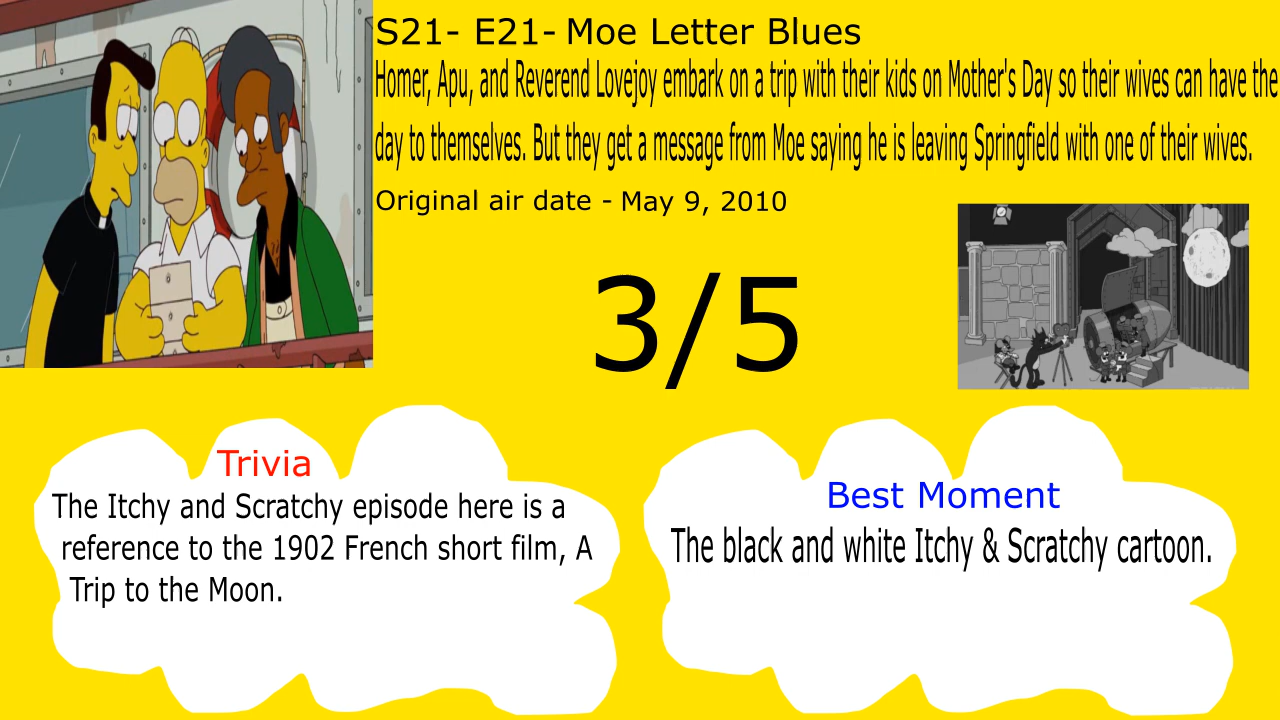 S21- E21- Moe Letter Blues
Homer, Apu, and Reverend Lovejoy embark on a trip with their kids on Mother's Day so their wives can have the
day to themselves. But they get a message from Moe saying he is leaving Springfield with one of their wives.
Original air date - May 9, 2010
3/5
Trivia
The Itchy and Scratchy episode here is a
reference to the 1902 French short film, A
Trip to the Moon.
Best Moment
The black and white Itchy & Scratchy cartoon.